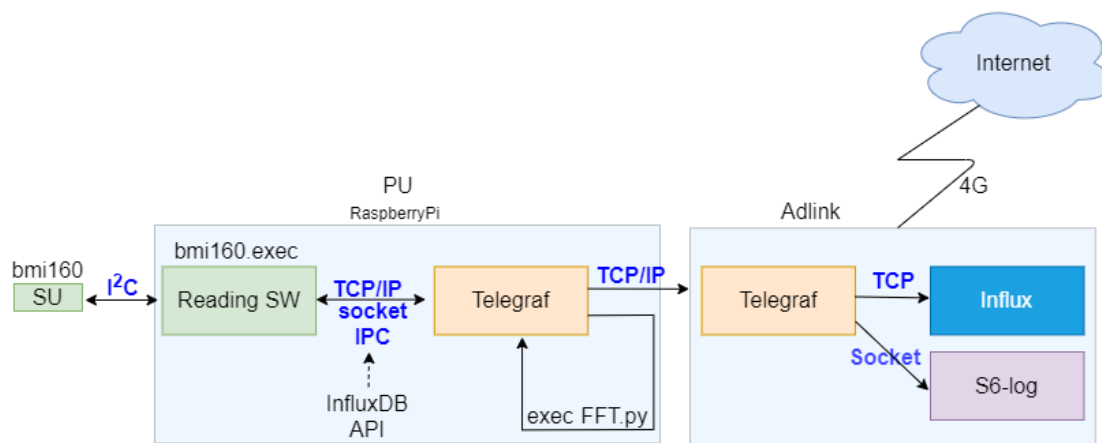 Internet
4G
PU
RaspberryPi
Adlink
bmi160
SU
I²C
bmi160.exec
Reading SW
TCP/IP
socket
IPC
InfluxDB
API
Telegraf
exec FFT.py
TCP/IP
Telegraf
TCP
Influx
Socket
S6-log